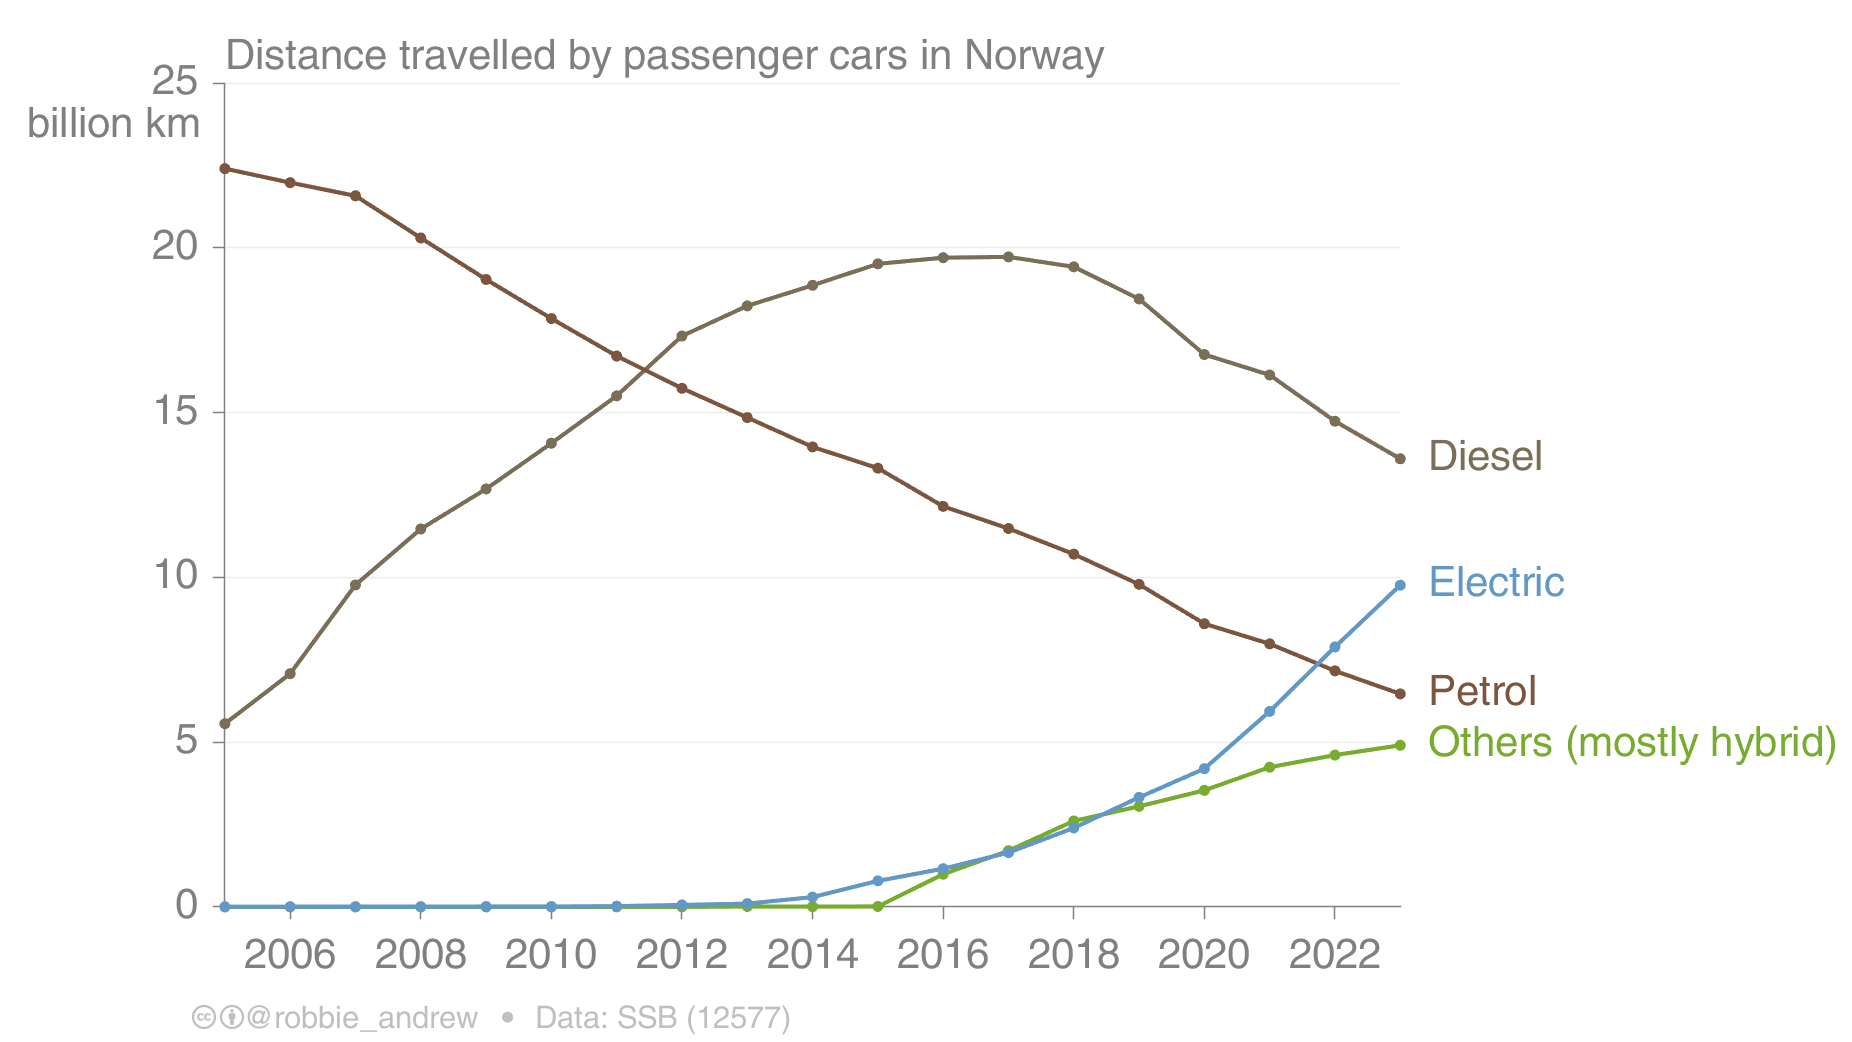 Distance travelled by passenger cars in Norway
25
billion km
20
15
10
5
0
Diesel
Electric
Petrol
Others (mostly hybrid)
2006 2008 2010 2012 2014 2016 2018 2020 2022
cc @robbie_andrew • Data: SSB (12577)